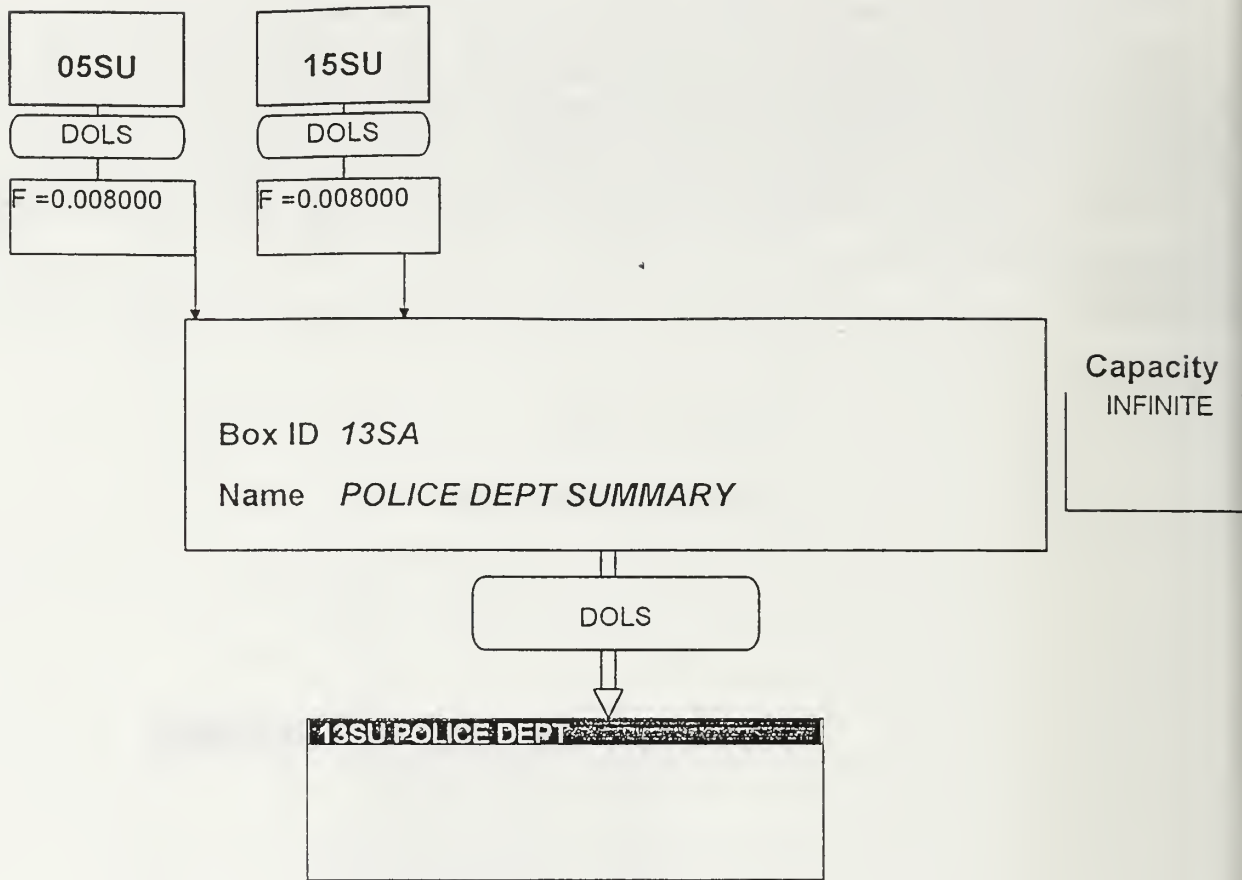 05SU
15SU
DOLS
DOLS
F =0.008000
F =0.008000
Capacity
INFINITE
Box ID 13SA
Name POLICE DEPT SUMMARY
DOLS
13SU POLICE DEPT